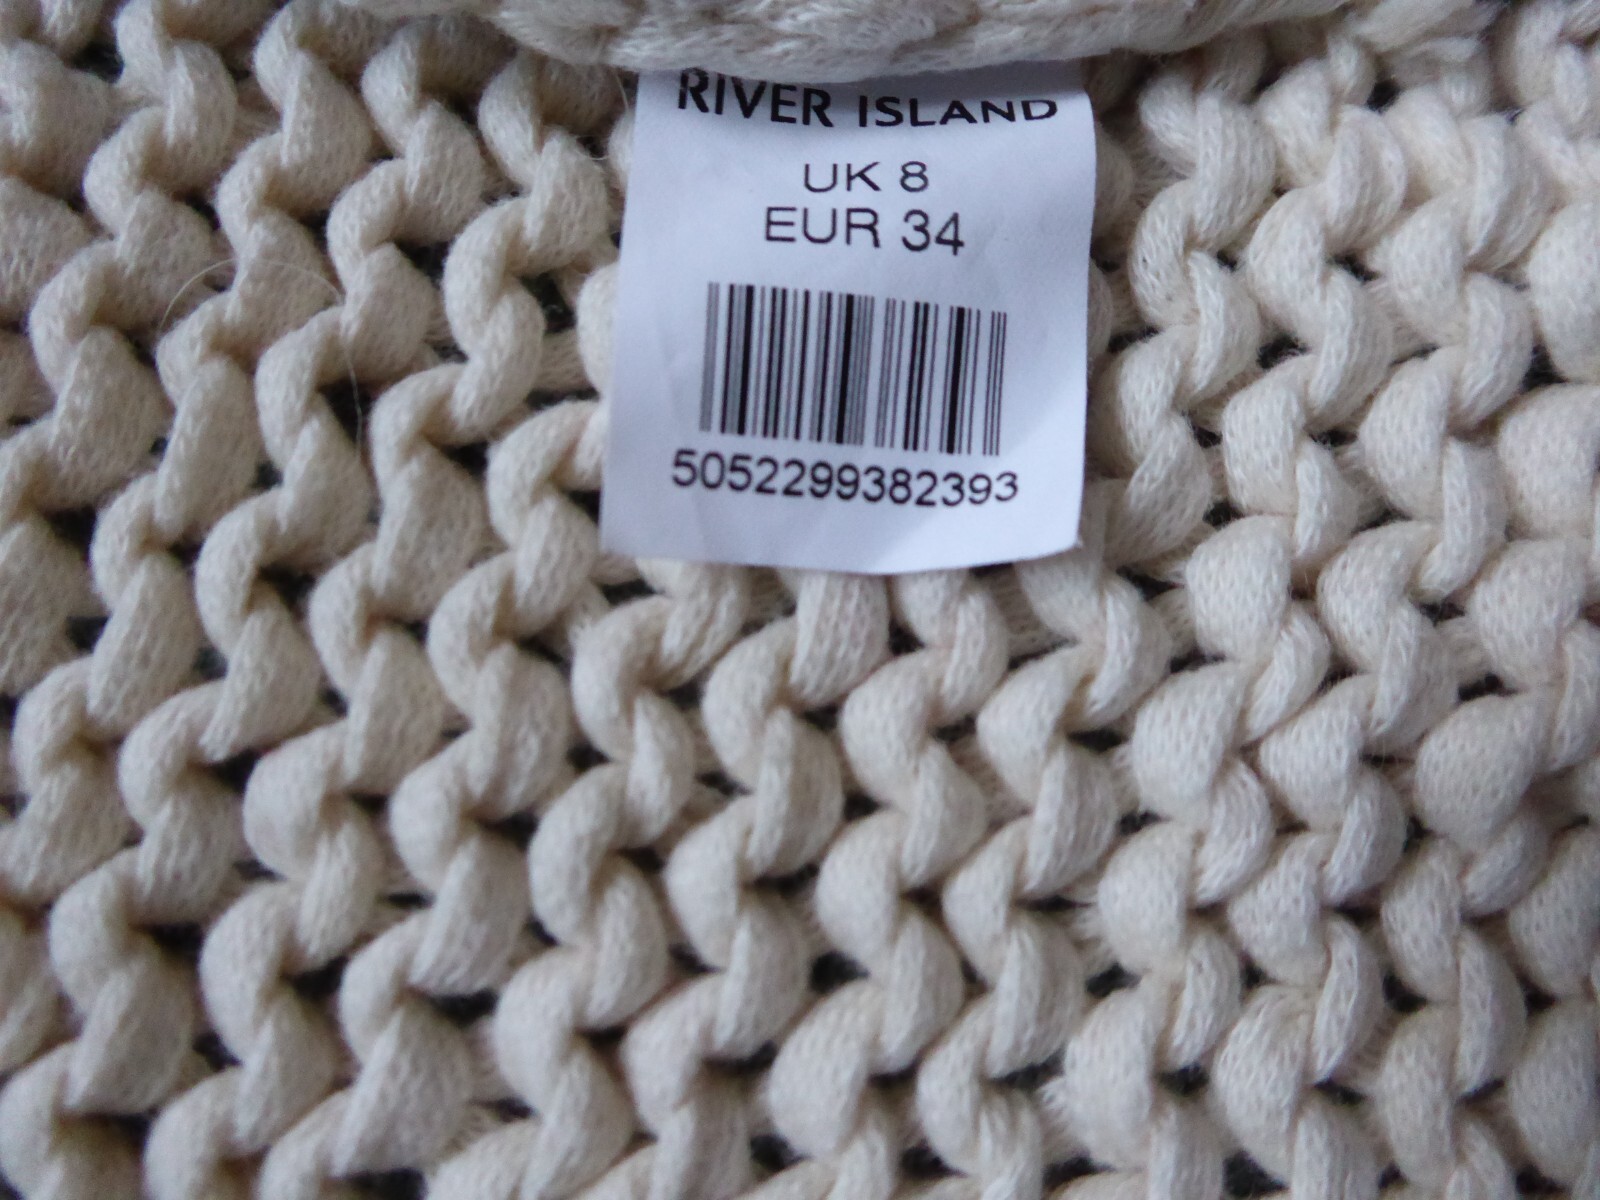 RIVER ISLAND
UK 8
EUR 34
5052299382393